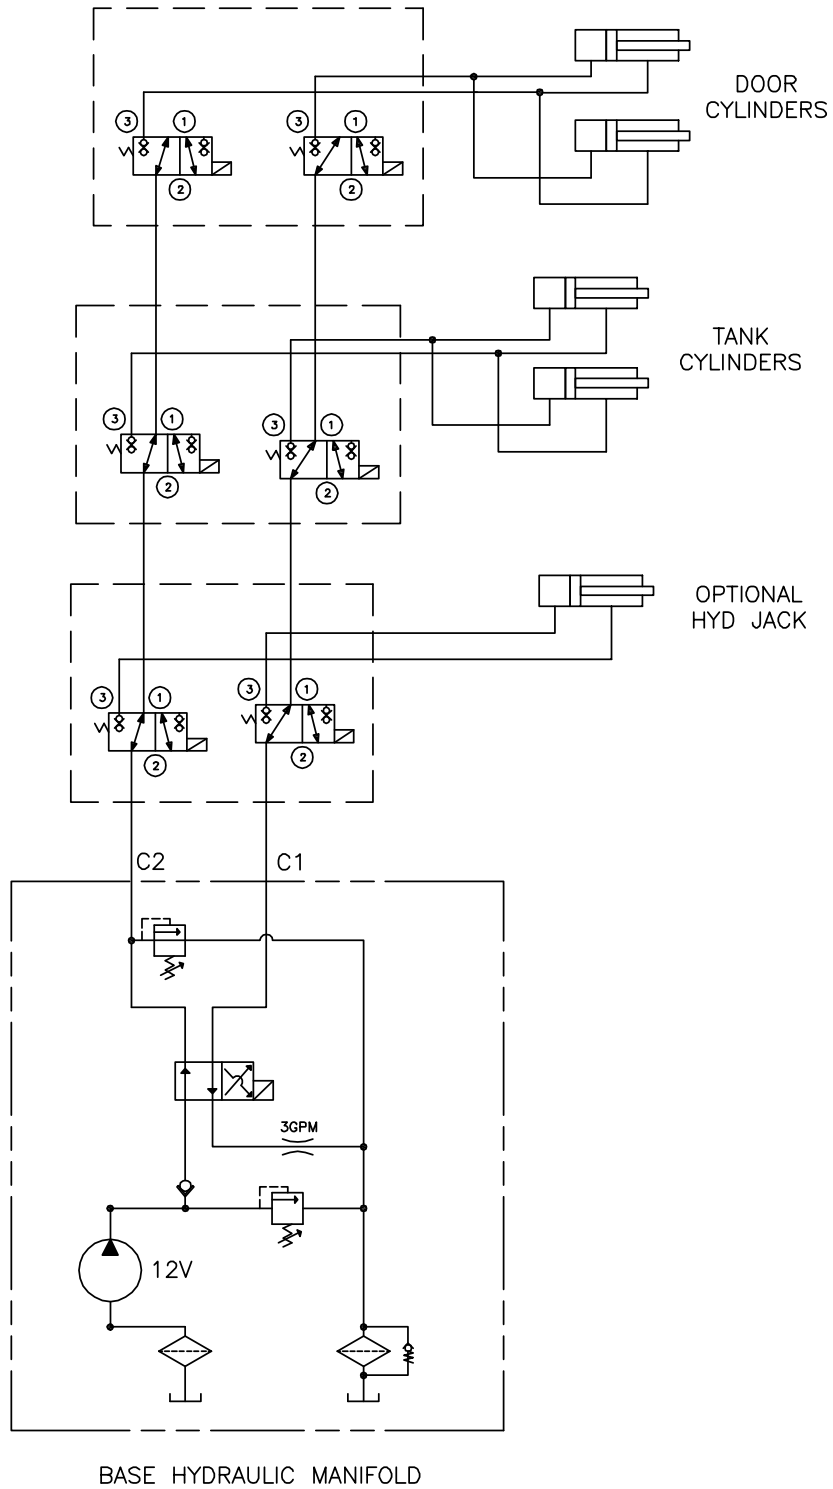 DOOR
CYLINDERS
3
1
3
1
2
2
TANK
CYLINDERS
3
1
3
1
2
2
OPTIONAL
HYD JACK
3
1
3
1
2
2
C2
C1
3GPM
12V
BASE HYDRAULIC MANIFOLD